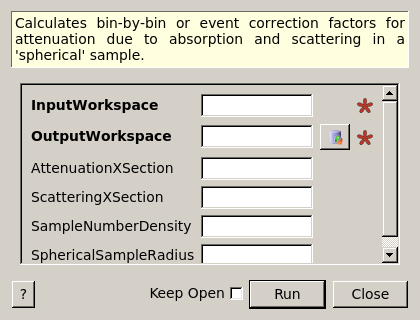 Calculates bin-by-bin or event correction factors for
attenuation due to absorption and scattering in a
'spherical' sample.
InputWorkspace *
OutputWorkspace *
AttenuationXSection
ScatteringXSection
SampleNumberDensity
SphericalSampleRadius
? Keep Open Run Close